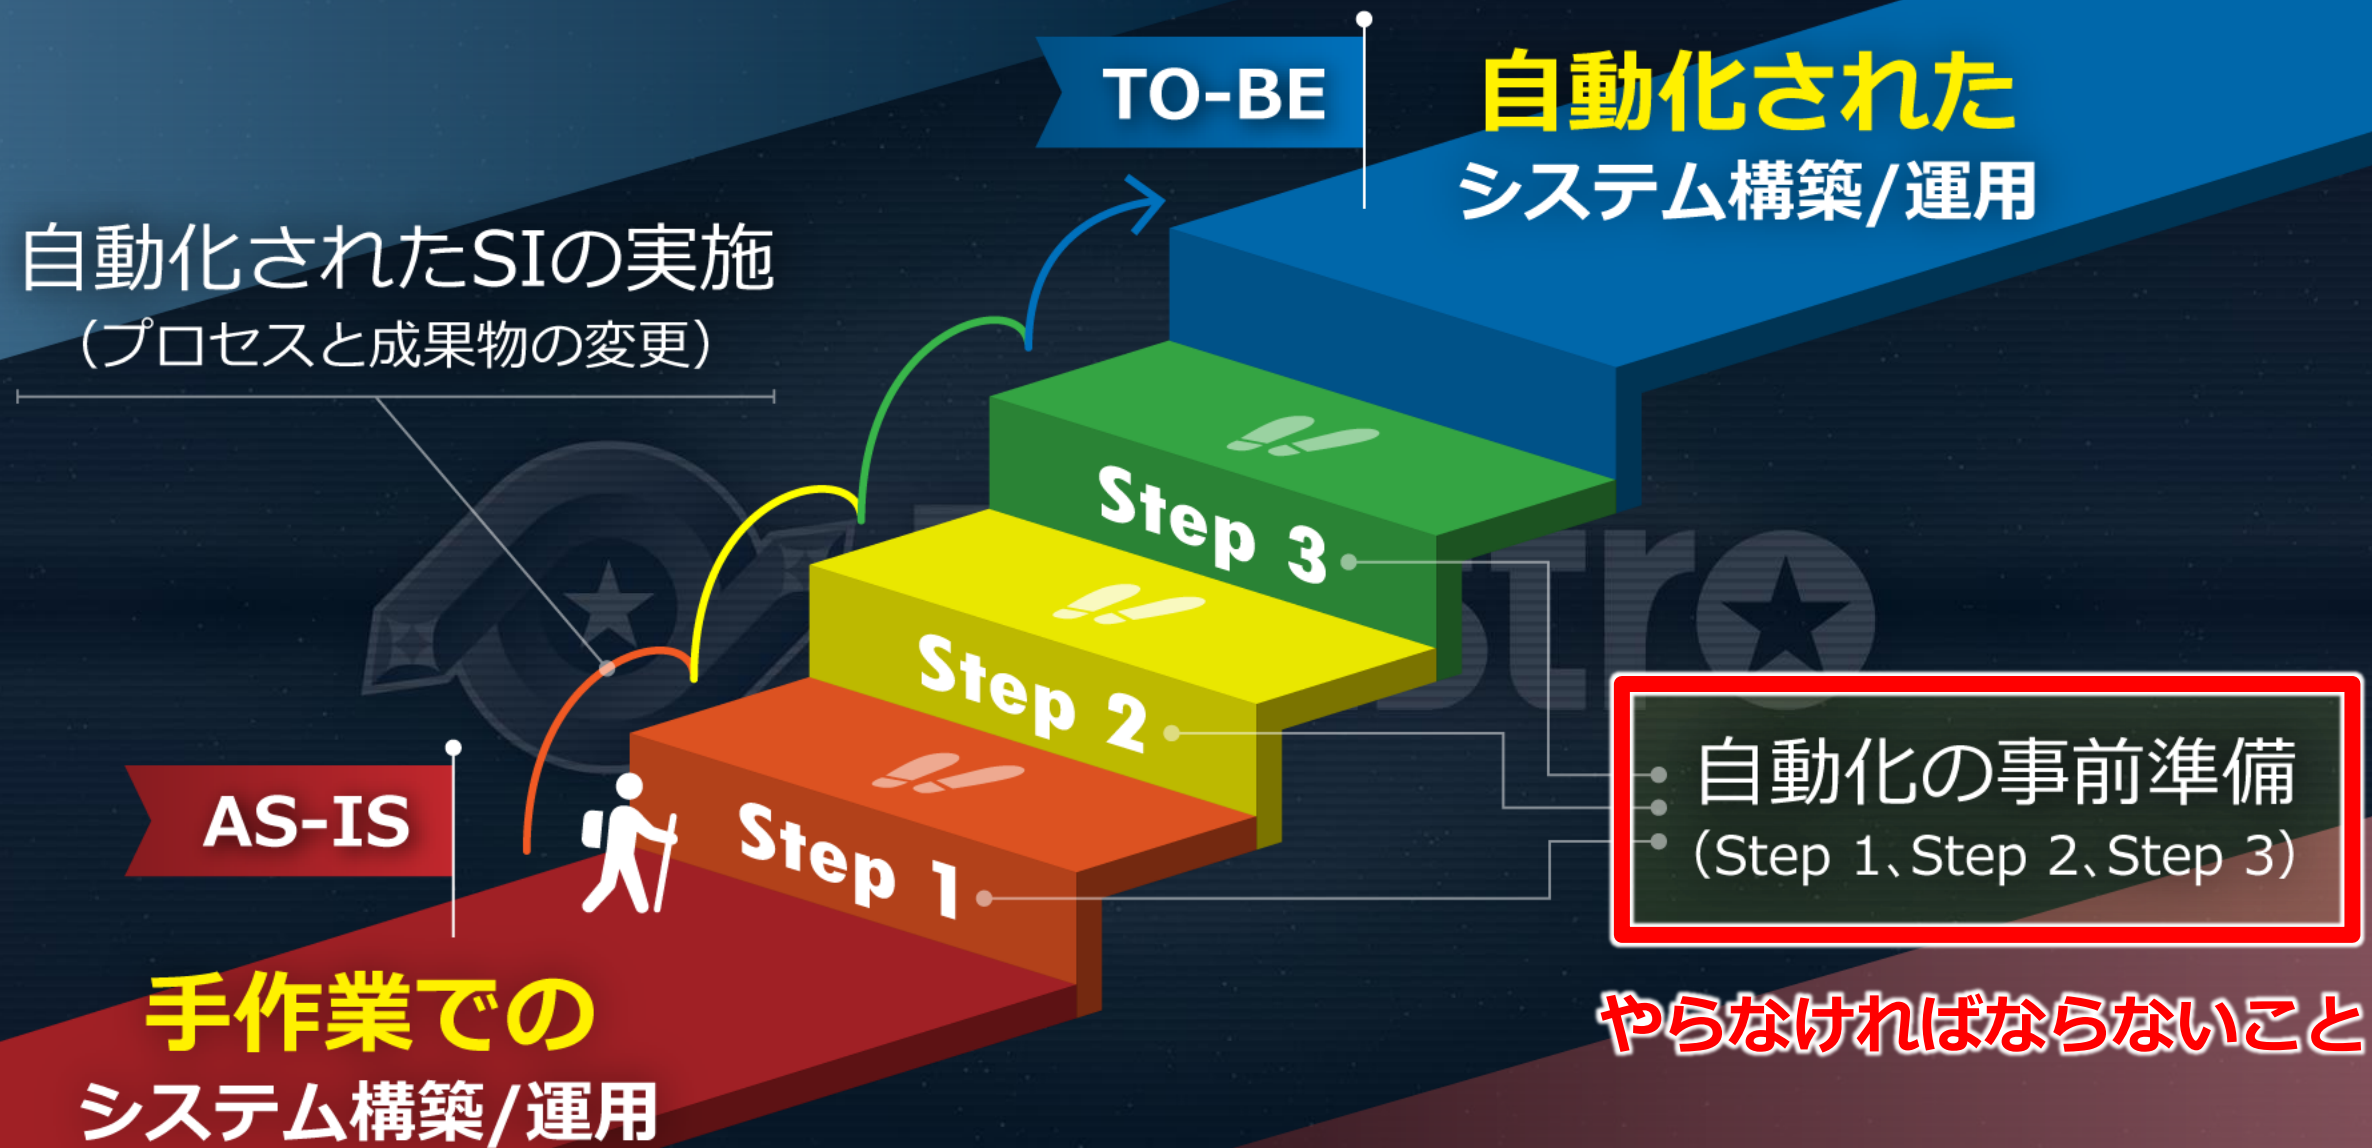 TO-BE
自動化された
システム構築/運用
自動化されたSIの実施
（プロセスと成果物の変更）
Step 3
Step 2
Step 1
自動化の事前準備
（Step 1、Step 2、Step 3）
やらなければならないこと
AS-IS
手作業での
システム構築/運用